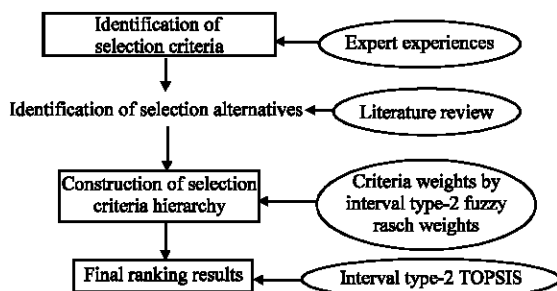 Identification of
selection criteria
Expert experiences
Identification of selection alternatives
Literature review
Construction of selection
criteria hierarchy
Criteria weights by
interval type-2 fuzzy
rasch weights
Final ranking results
Interval type-2 TOPSIS